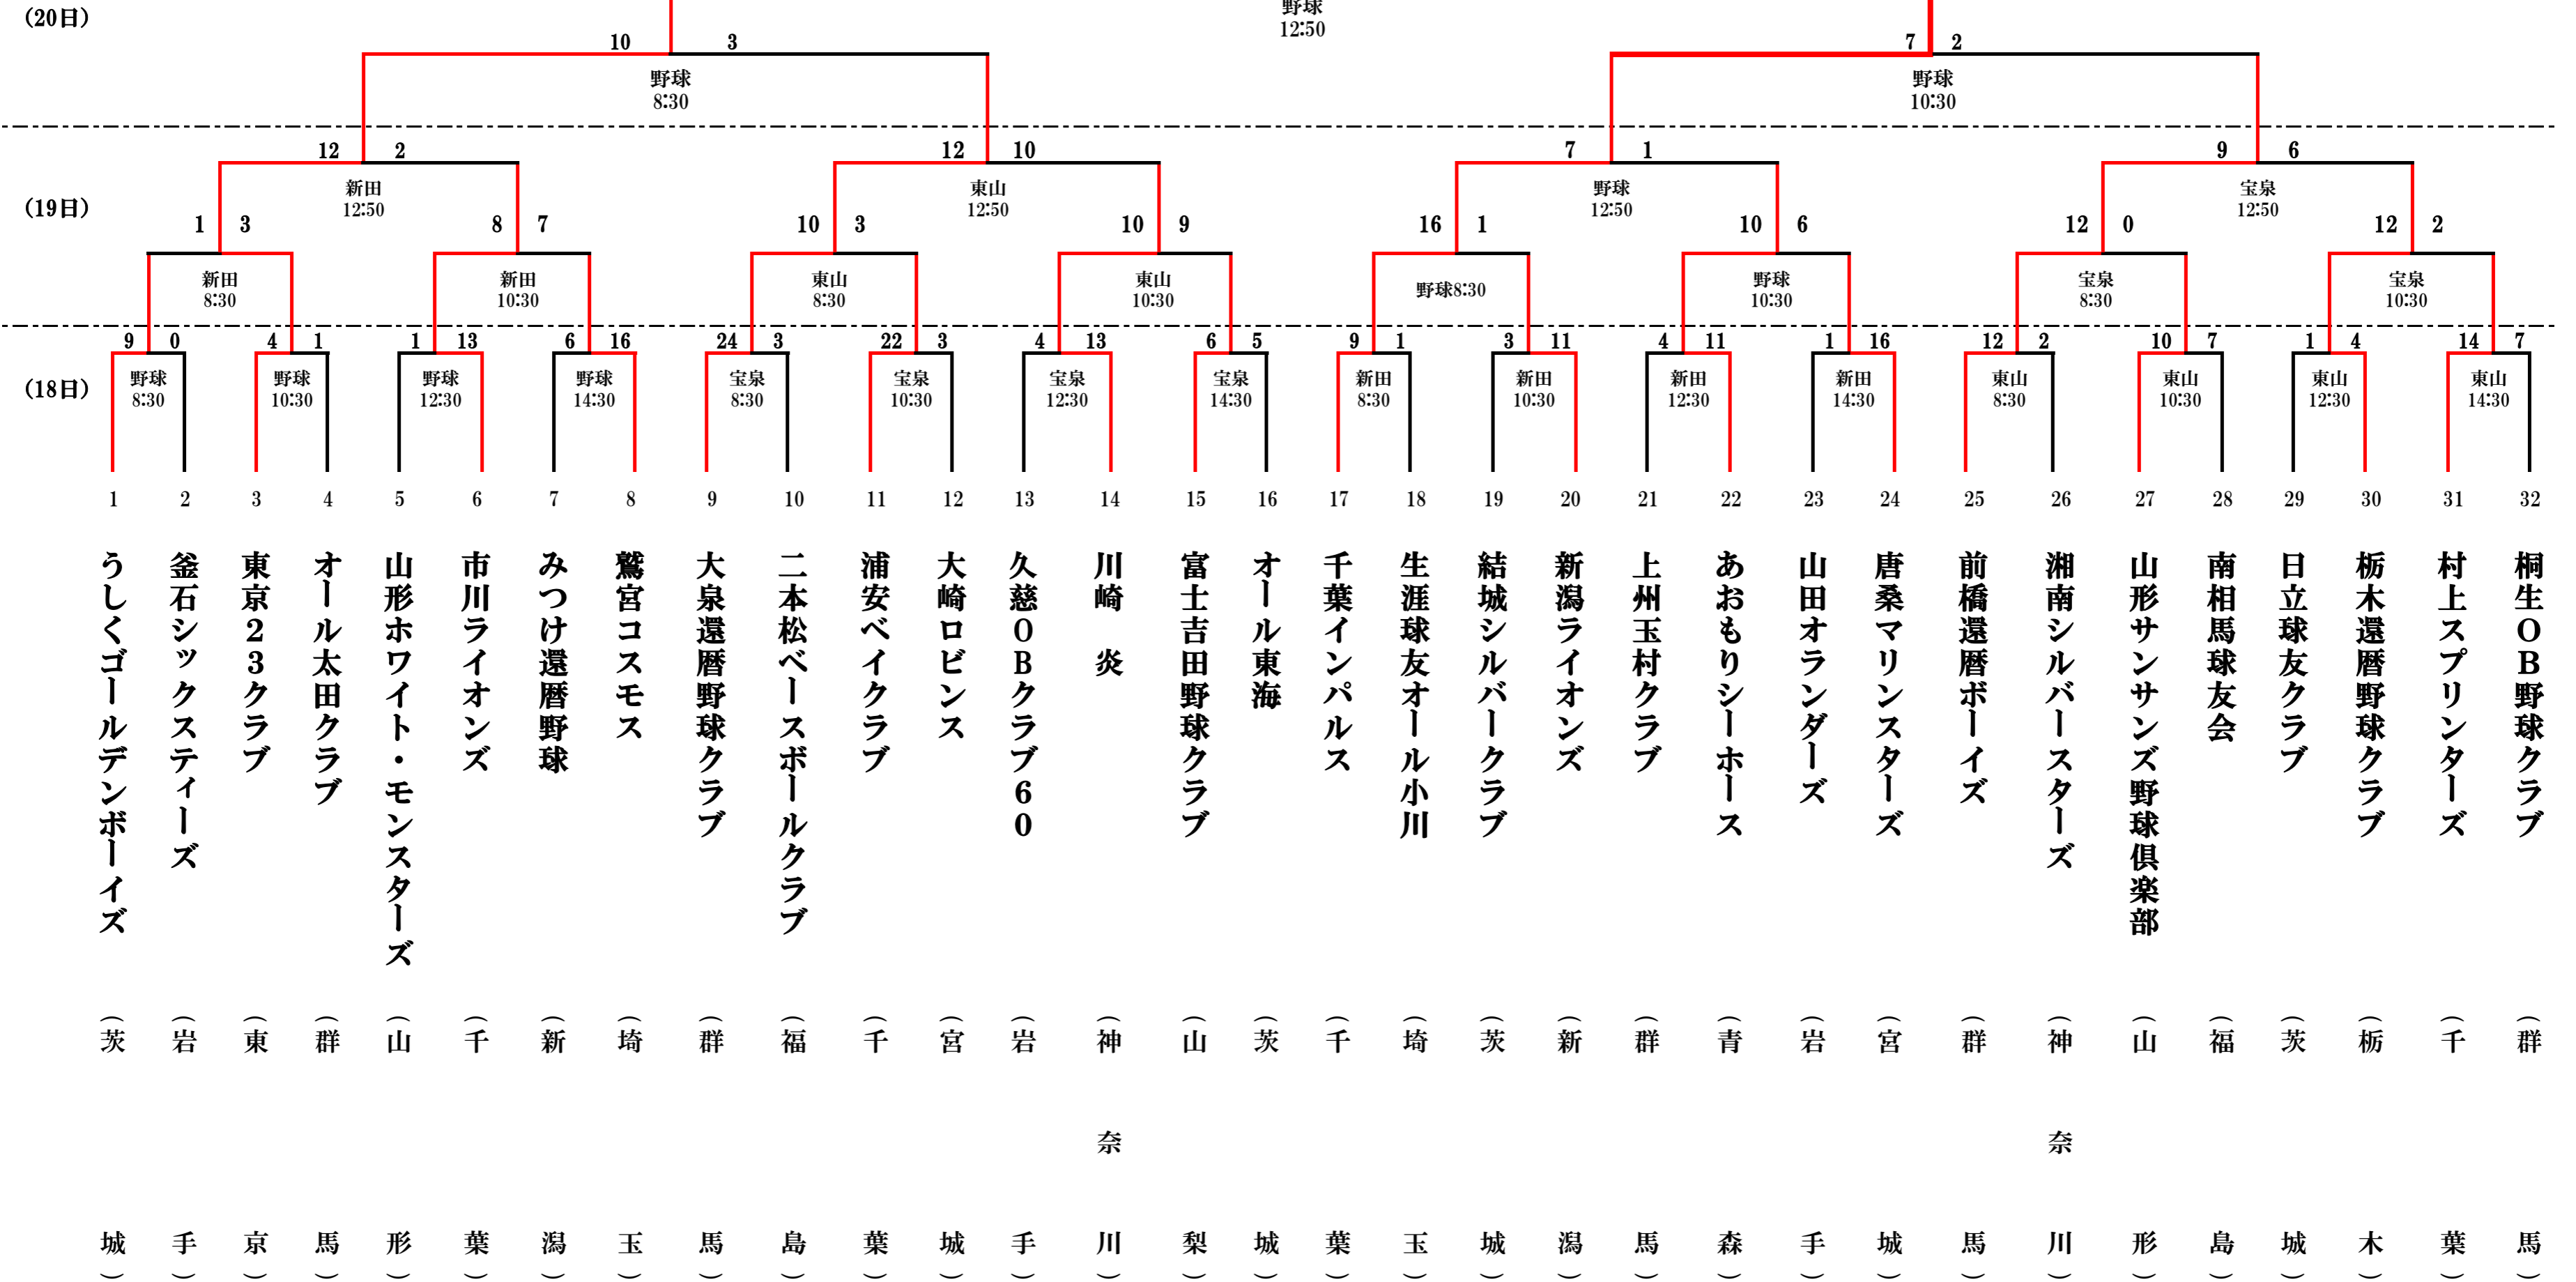 (20日)
野球
12:50
10 3
7 2
野球
8:30
野球
10:30
12 2
12 10
7 1
9 6
(19日)
新田
12:50
東山
12:50
野球
12:50
宝泉
12:50
1 3
8 7
10 3
10 9
16 1
10 6
12 0
12 2
新田
8:30
新田
10:30
東山
8:30
東山
10:30
野球8:30
野球
10:30
宝泉
8:30
宝泉
10:30
9 0
4 1
1 13
6 16
24 3
22 3
4 13
6 5
9 1
3 11
4 11
1 16
12 2
10 7
1 4
14 7
(18日)
野球
8:30
野球
10:30
野球
12:30
野球
14:30
宝泉
8:30
宝泉
10:30
宝泉
12:30
宝泉
14:30
新田
8:30
新田
10:30
新田
12:30
新田
14:30
東山
8:30
東山
10:30
東山
12:30
東山
14:30
1 2 3 4 5 6 7 8 9 10 11 12 13 14 15 16 17 18 19 20 21 22 23 24 25 26 27 28 29 30 31 32
うしくゴールデンボーイズ(茨城)
釜石シックスティーズ(岩手)
東京23クラブ(東京)
オール太田クラブ(群馬)
山形ホワイト・モンスターズ(山形)
市川ライオンズ(千葉)
みつけ還暦野球(新潟)
鷲宮コスモス(埼玉)
大泉還暦野球クラブ(群馬)
二本松ベースボールクラブ(福島)
浦安ベイクラブ(千葉)
大崎ロビンス(宮城)
久慈OBクラブ60(岩手)
川崎 炎(神奈川)
富士吉田野球クラブ(山梨)
オール東海(茨城)
千葉インパルス(千葉)
生涯球友オール小川(埼玉)
結城シルバークラブ(茨城)
新潟ライオンズ(新潟)
上州玉村クラブ(群馬)
あおもりシーホース(青森)
山田オランダーズ(岩手)
唐桑マリンスターズ(宮城)
前橋還暦ボーイズ(群馬)
湘南シルバースターズ(神奈川)
山形サンサンズ野球倶楽部(山形)
南相馬球友会(福島)
日立球友クラブ(茨城)
栃木還暦野球クラブ(栃木)
村上スプリンターズ(千葉)
桐生OB野球クラブ(群馬)